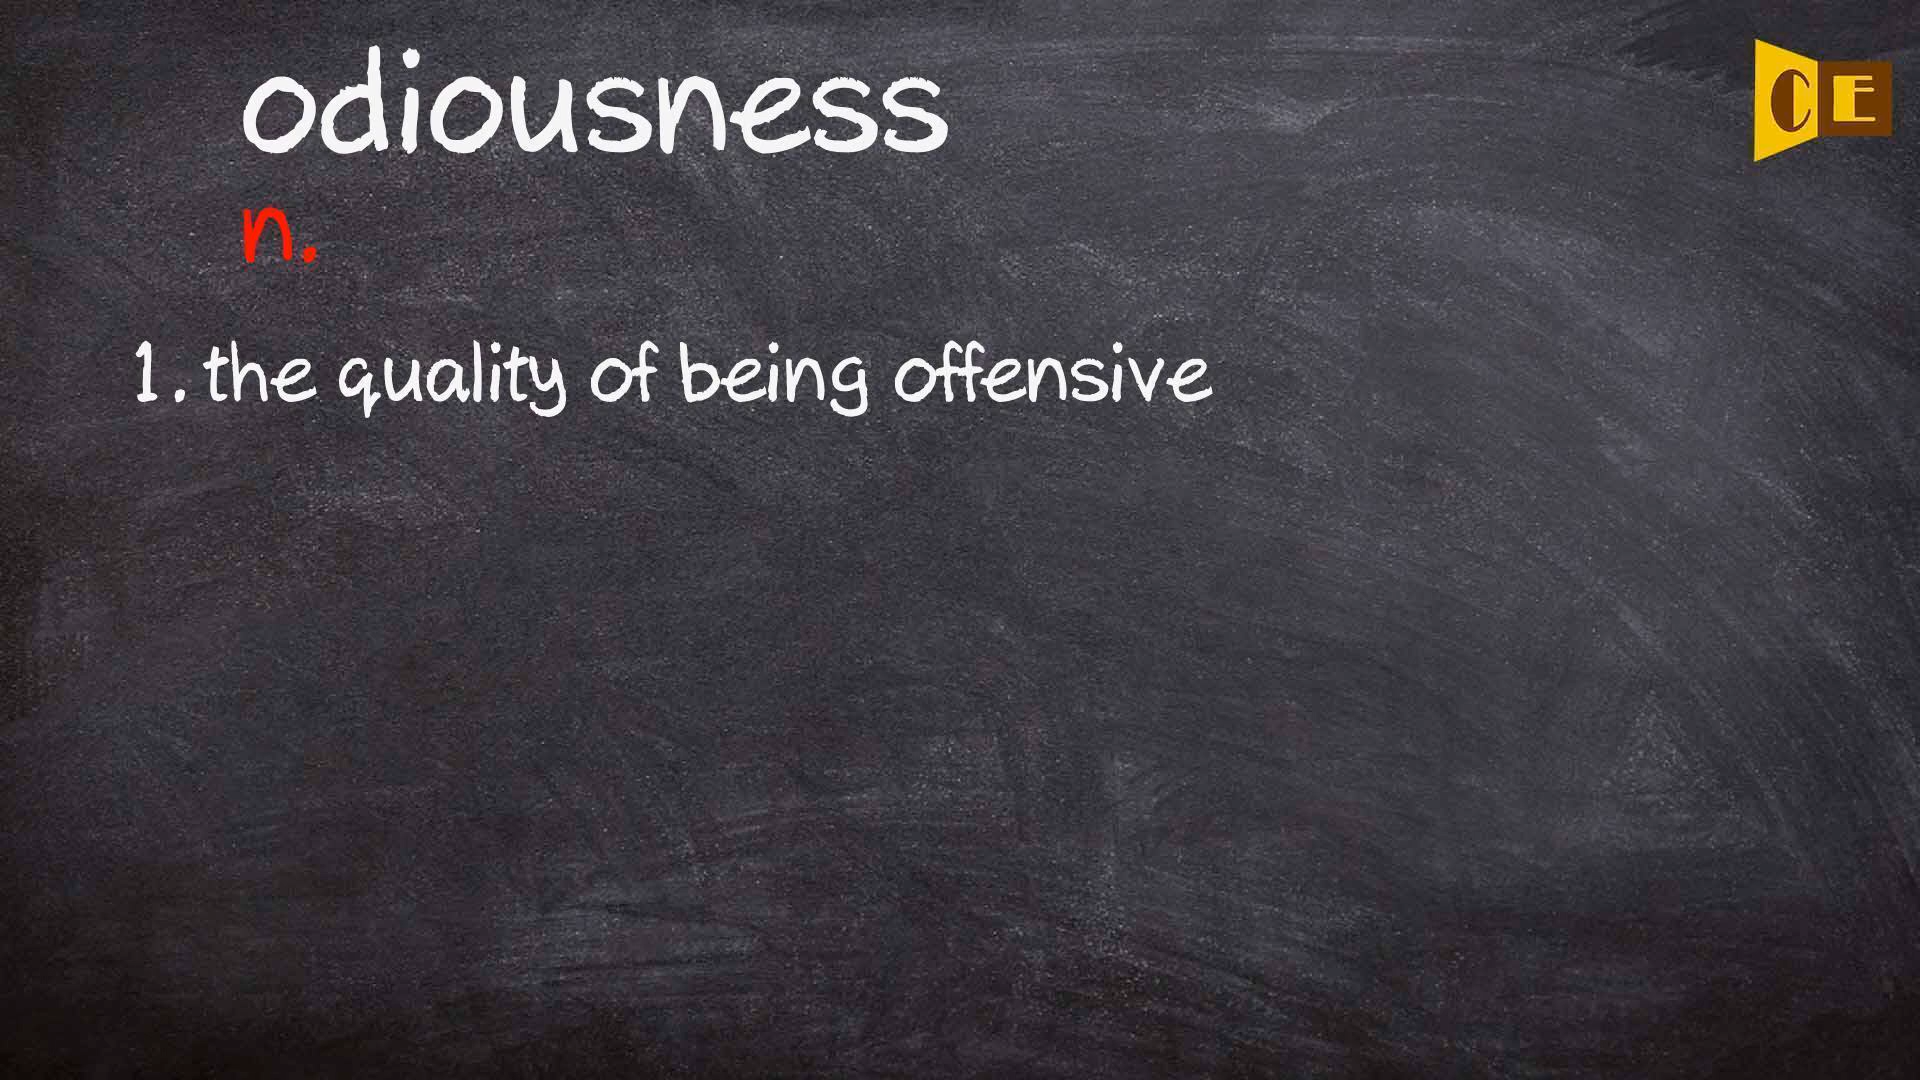 odiousness
CE
n.
1. the quality of being offensive